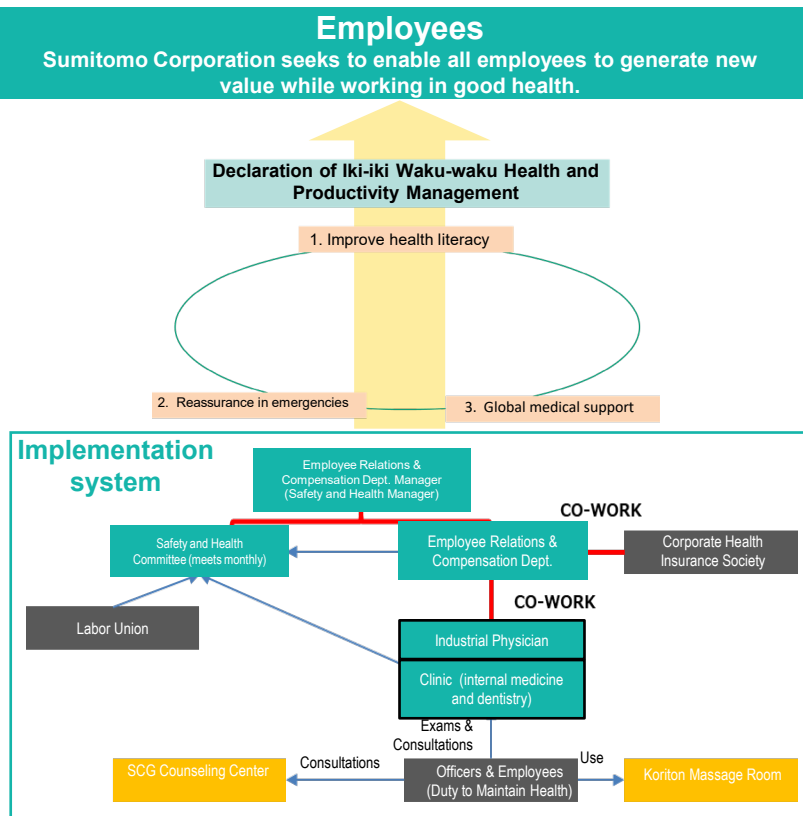 Employees
Sumitomo Corporation seeks to enable all employees to generate new
value while working in good health.
Declaration of Iki-iki Waku-waku Health and
Productivity Management
1. Improve health literacy
2. Reassurance in emergencies
3. Global medical support
Implementation
system
Employee Relations &
Compensation Dept. Manager
(Safety and Health Manager)
CO-WORK
Safety and Health
Committee (meets monthly)
Employee Relations &
Compensation Dept.
Corporate Health
Insurance Society
CO-WORK
Labor Union
Industrial Physician
Clinic (internal medicine
and dentistry)
Exams &
Consultations
Consultations
Use
SCG Counseling Center
Officers & Employees
(Duty to Maintain Health)
Koriton Massage Room